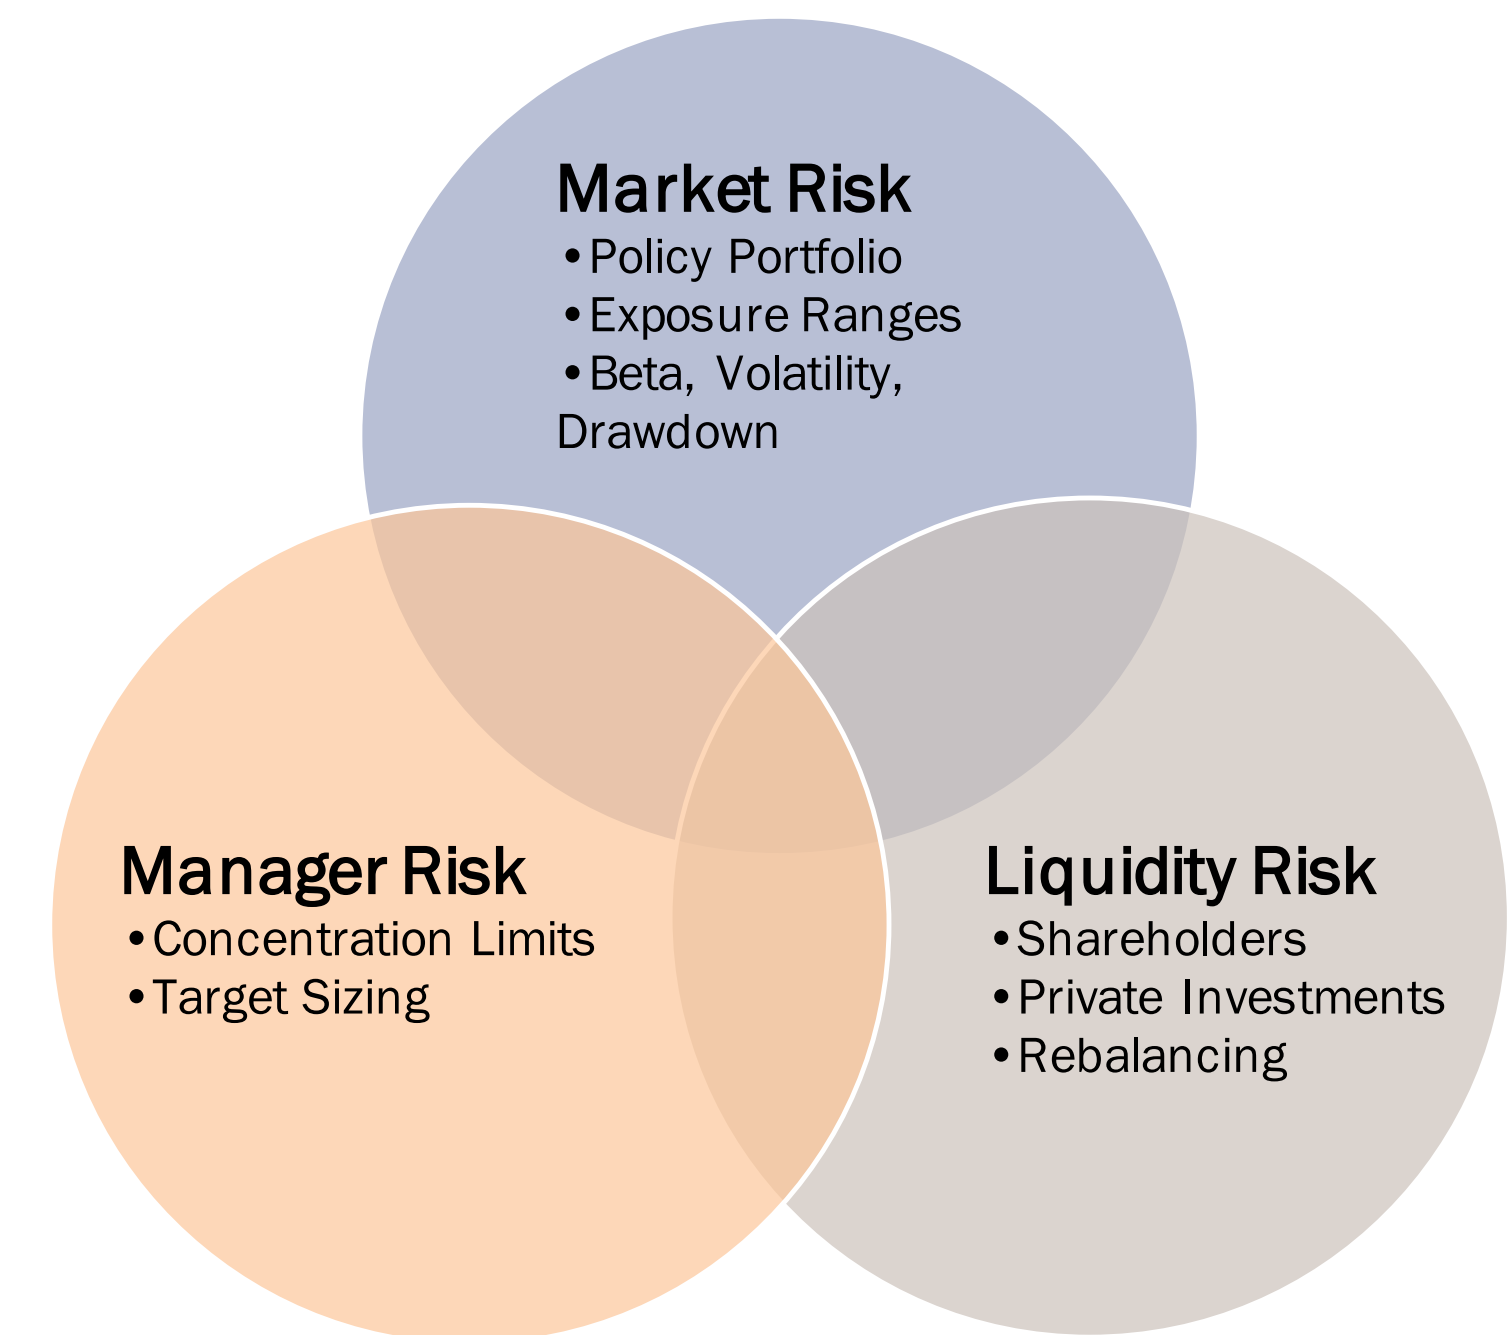 Market Risk
•Policy Portfolio
•Exposure Ranges
•Beta, Volatility,
Drawdown
Manager Risk
•Concentration Limits
•Target Sizing
Liquidity Risk
•Shareholders
•Private Investments
•Rebalancing